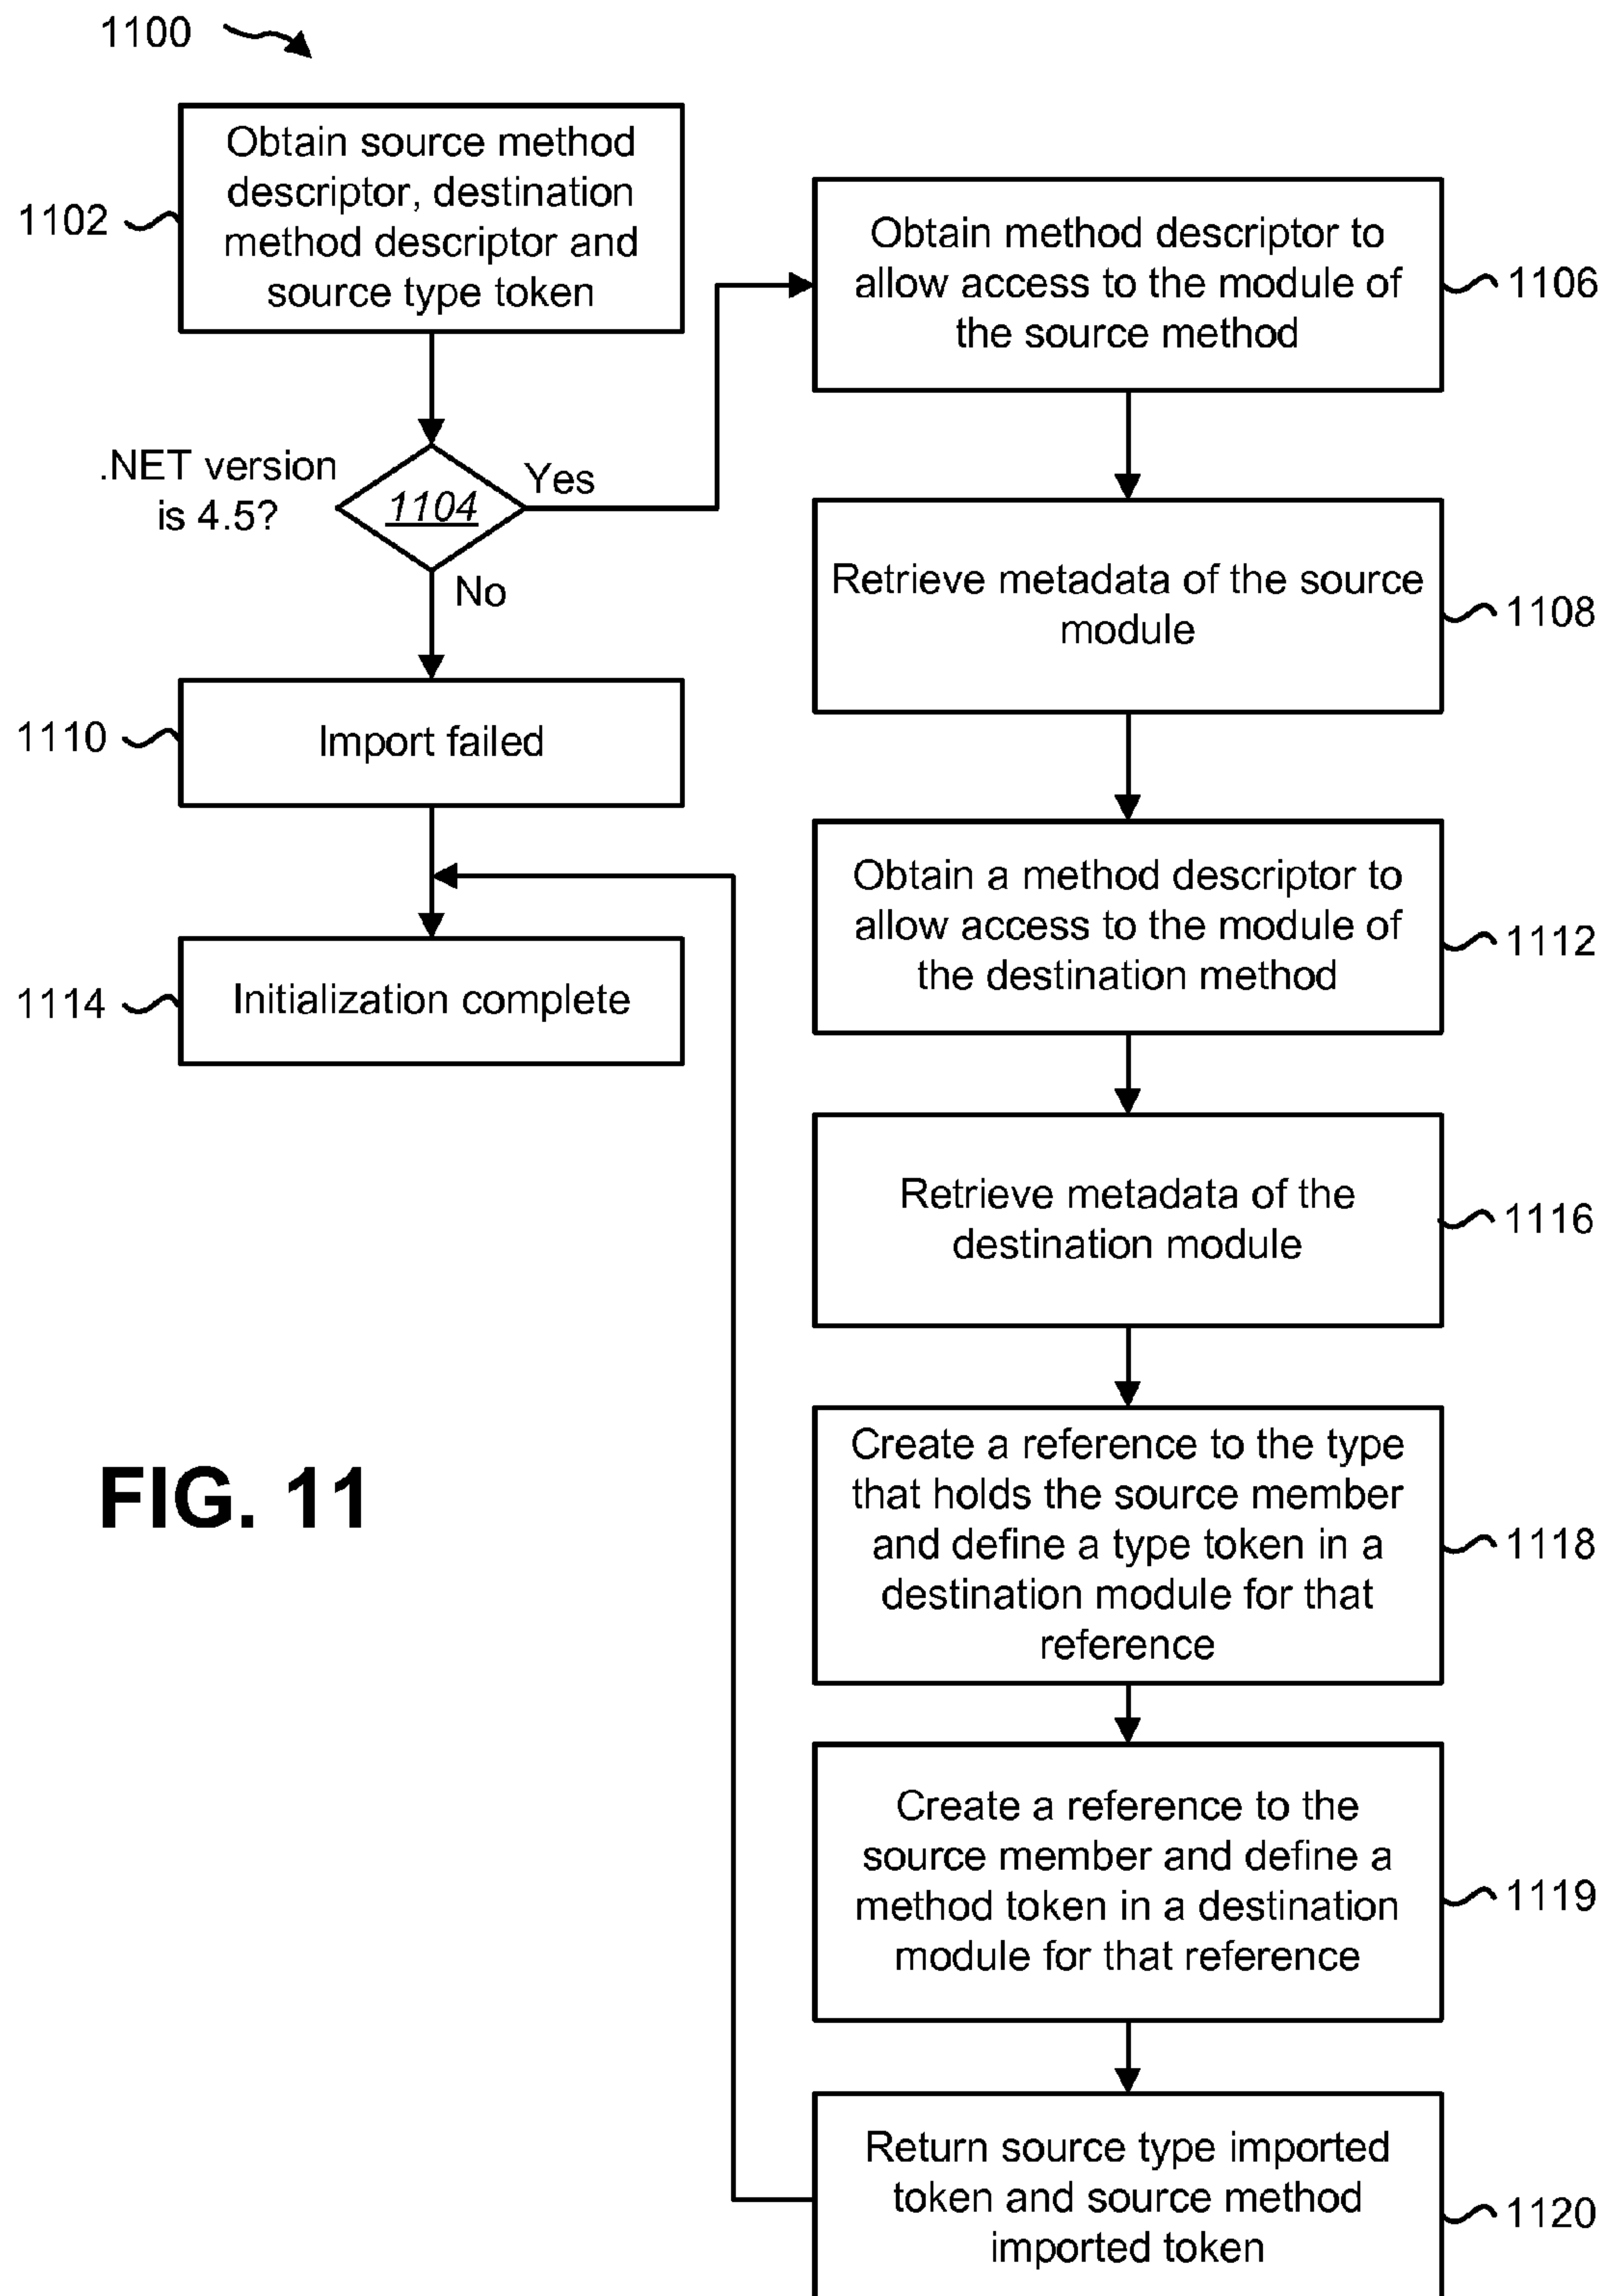 1100
Obtain source method
descriptor, destination
method descriptor and
source type token
1102
.NET version
is 4.5?
1104
Yes
No
Import failed
1110
Initialization complete
1114
Obtain method descriptor to
allow access to the module of
the source method
1106
Retrieve metadata of the source
module
1108
Obtain a method descriptor to
allow access to the module of
the destination method
1112
Retrieve metadata of the
destination module
1116
Create a reference to the type
that holds the source member
and define a type token in a
destination module for that
reference
1118
Create a reference to the
source member and define a
method token in a destination
module for that reference
1119
Return source type imported
token and source method
imported token
1120
FIG. 11